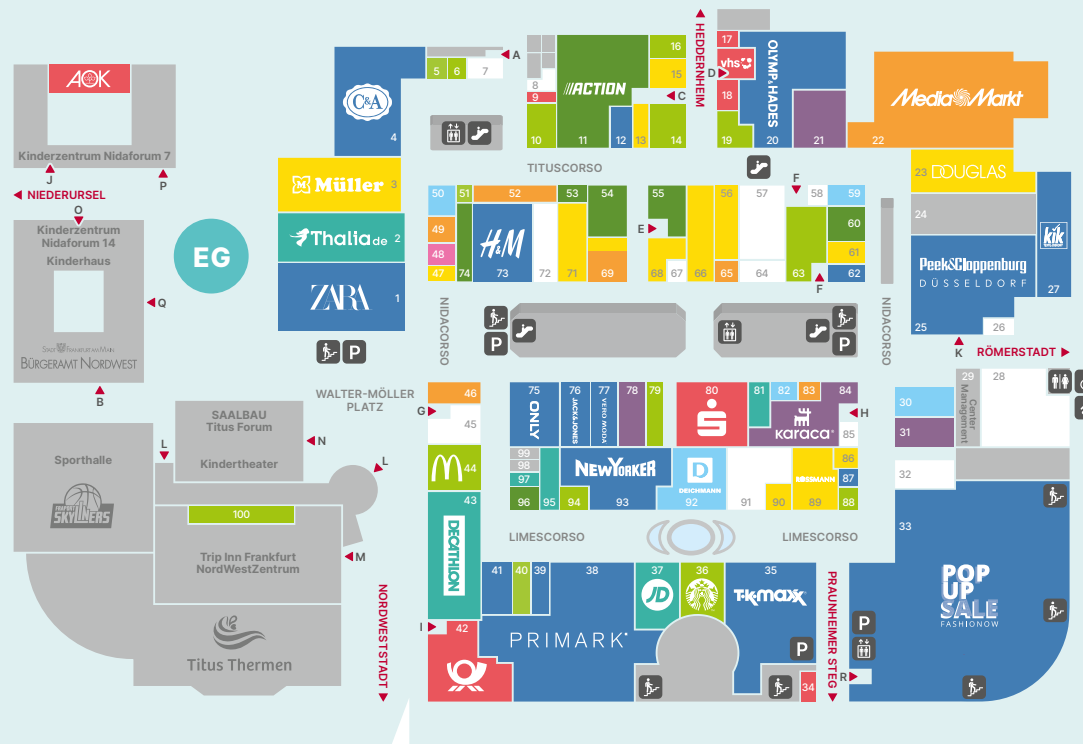 AOK
Kinderzentrum Nidaforum 7
J
P
NIEDERURSEL
O
Kinderzentrum
Nidaforum 14
Kinderhaus
Q
STADT FRANKFURT AM MAIN
BÜRGERAMT NORDWEST
B
EG
C&A
4
Müller
3
Thalia.de
2
ZARA
1
P
5
6
7
A
8
9
10
ACTION
11
12
13
14
15
16
C
HEDDERNHEIM
17
vhs
D
18
19
OLYMP & HADES
20
21
Media Markt
22
TITUSCORSO
23
DOUGLAS
24
Peek&Cloppenburg
DÜSSELDORF
25
26
kik
27
K
RÖMERSTADT
50
49
48
47
51
74
52
H&M
73
72
53
71
54
69
55
E
68
67
66
56
65
57
64
F
63
58
59
60
61
62
F
NIDACORSO
P
P
NIDACORSO
WALTER-MÖLLER
PLATZ
G
46
45
44
43
DECATHLON
I
42
75
ONLY
76
JACK&JONES
77
VERO MODA
78
79
80
81
82
83
84
karaca
H
85
86
87
88
99
98
97
96
95
94
NEWYORKER
93
D
DEICHMANN
92
91
90
ROSSMANN
89
30
31
32
29
Center
Management
28
33
POP
UP
SALE
FASHIONOW
LIMESCORSO
LIMESCORSO
41
40
39
38
PRIMARK
37
JD
36
35
TK-maxx
P
34
PRAUNHEIMER STEG
P
R
NORDWESTSTADT
Sporthalle
FRAPORT
SKYLINERS
L
SAALBAU
Titus Forum
Kindertheater
N
L
100
Trip Inn Frankfurt
NordWestZentrum
M
Titus Thermen